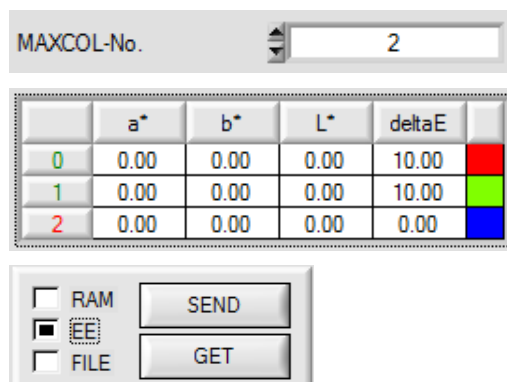 MAXCOL-No. 2
a* b* L* deltaE
0 0.00 0.00 0.00 10.00
1 0.00 0.00 0.00 10.00
2 0.00 0.00 0.00 0.00
RAM SEND
EE
FILE GET